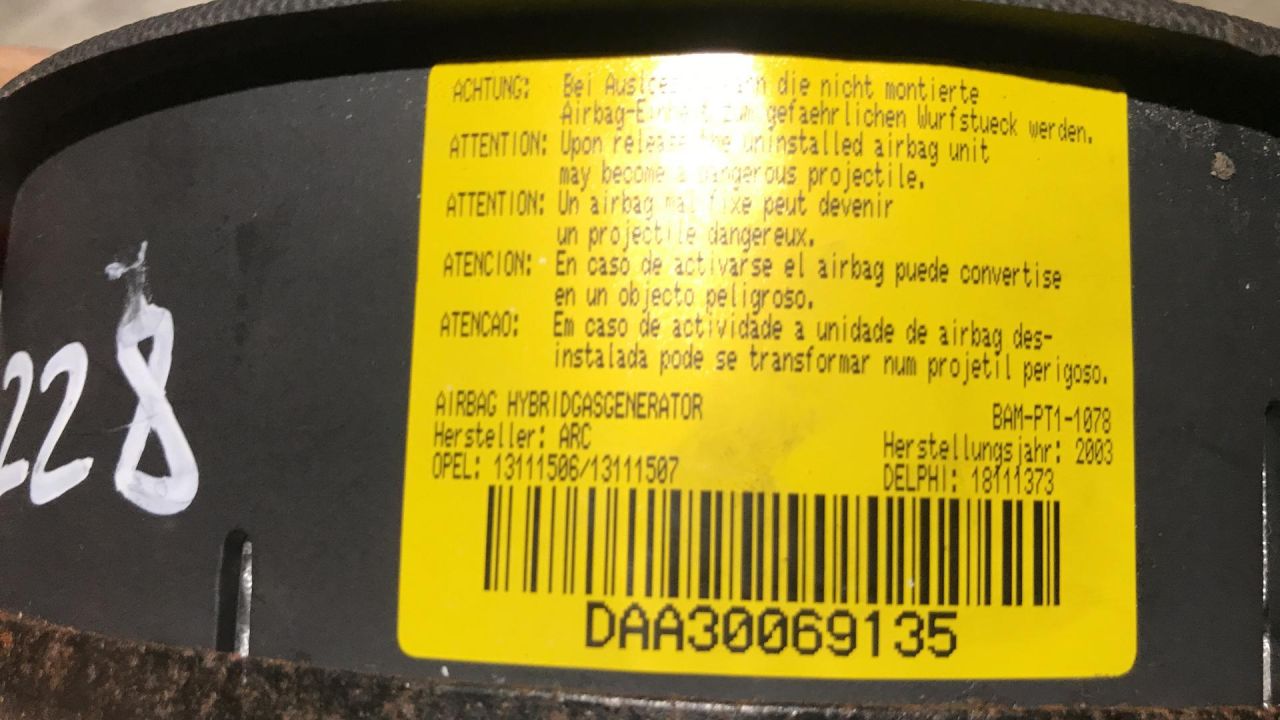 ACHTUNG: Bei die nicht montierte
gefaehrlichen Wurfstueck werden.
ATTENTION: Upon release the uninstalled airbag unit
may become a dangerous projectile.
ATTENTION: Un airbag mal fixe peut devenir
un projectile dangereux.
ATENCION: En caso de activarse el airbag puede convertise
en un objecto peligroso.
ATENCAO: Em caso de actividade a unidade de airbag des-
instalada pode se transformar num projetil perigoso.
AIRBAG HYBRIDGASGENERATOR BAM-PT1-1078
Hersteller: ARC Herstellungsjahr: 2003
OPEL: 13111506/13111507 DELPHI: 18111373
DAA30069135
228